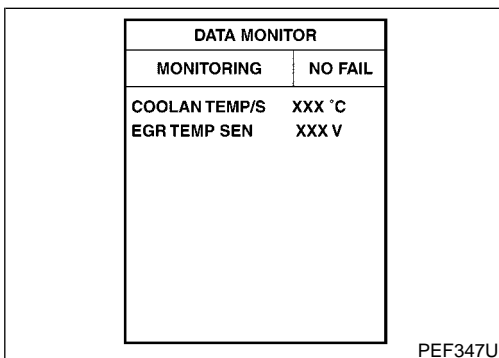 DATA MONITOR
MONITORING NO FAIL
COOLAN TEMP/S XXX °C
EGR TEMP SEN XXX V
PEF347U